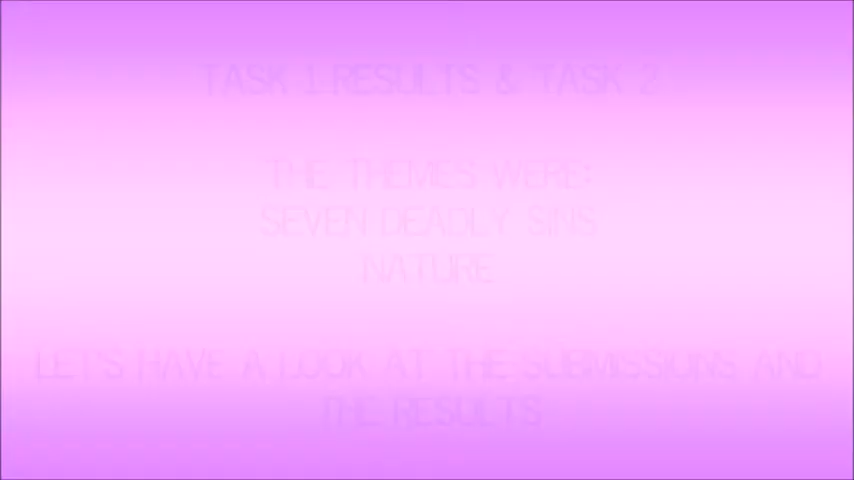 TASK 1 RESULTS & TASK 2
THE THEMES WERE:
SEVEN DEADLY SINS
NATURE
LET'S HAVE A LOOK AT THE SUBMISSIONS AND
THE RESULTS